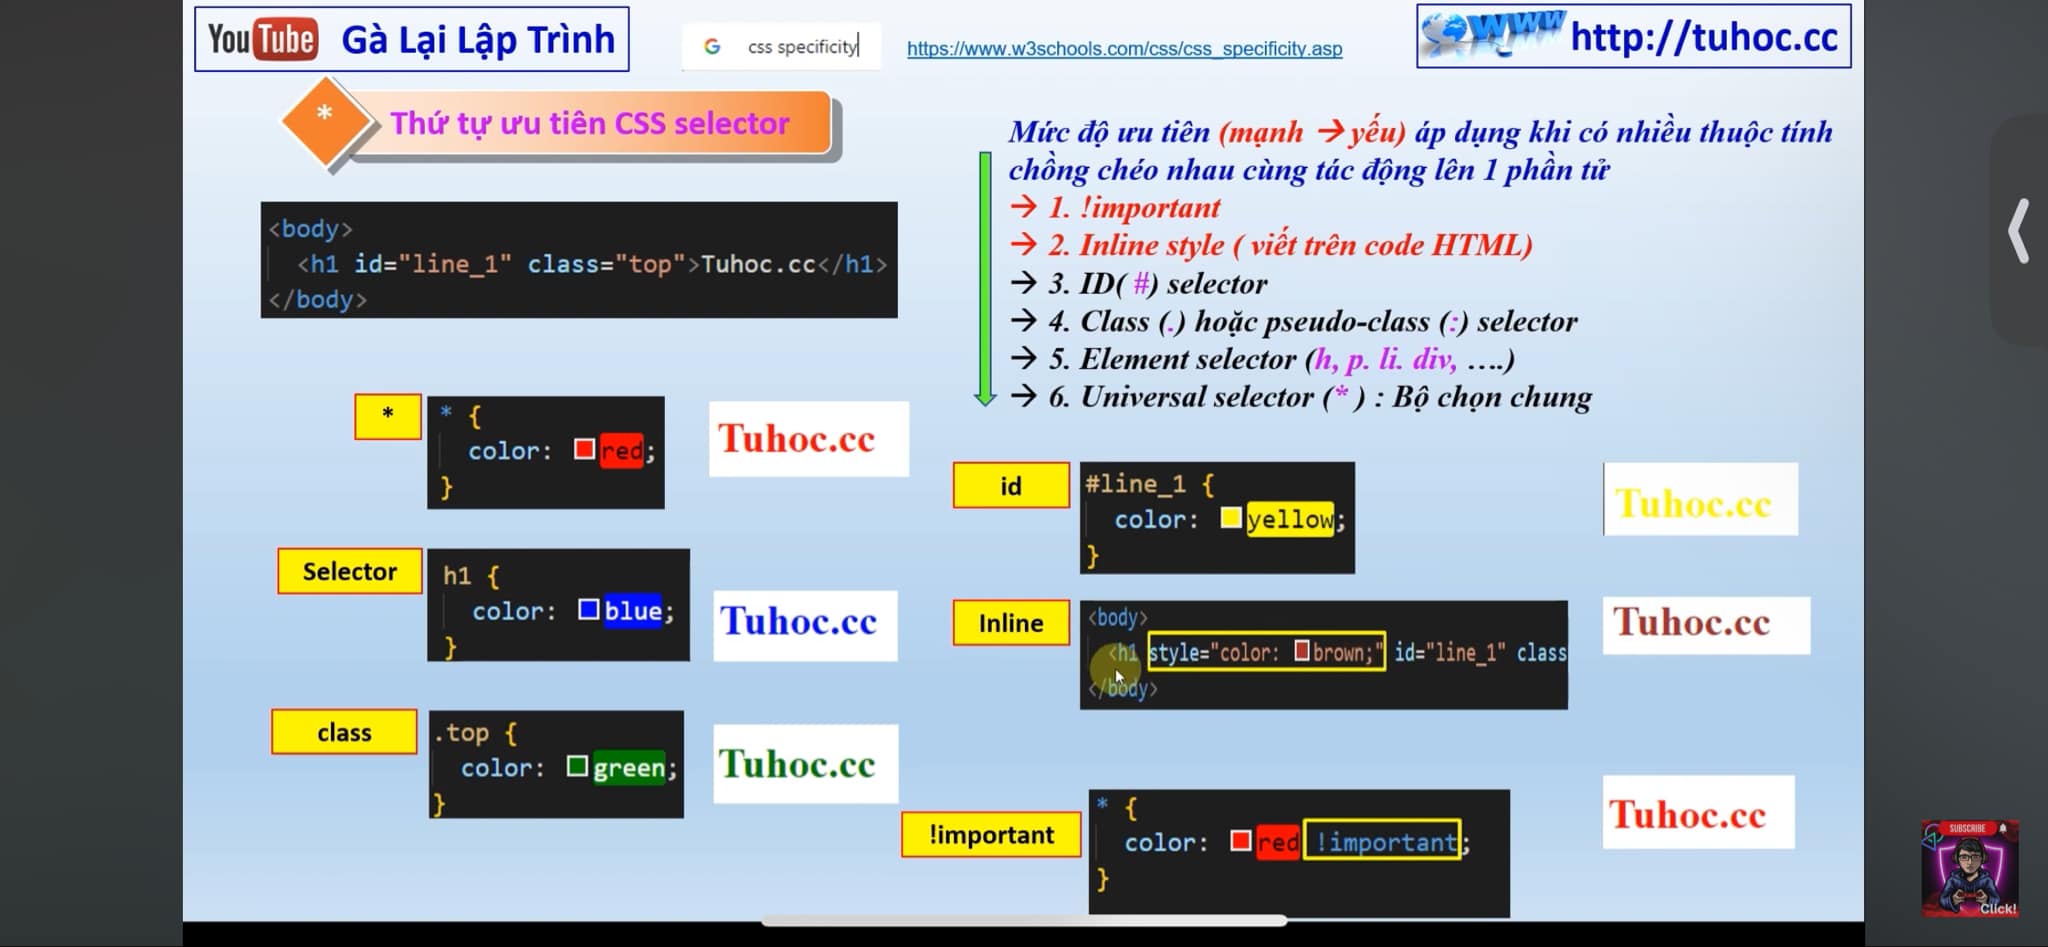 YouTube Gà Lại Lập Trình
css specificity
https://www.w3schools.com/css/css_specificity.asp
www http://tuhoc.cc
* Thứ tự ưu tiên CSS selector
<body>
<h1 id="line_1" class="top">Tuhoc.cc</h1>
</body>
Mức độ ưu tiên (mạnh →yếu) áp dụng khi có nhiều thuộc tính
chồng chéo nhau cùng tác động lên 1 phần tử
→ 1. !important
→ 2. Inline style ( viết trên code HTML)
→ 3. ID( #) selector
→ 4. Class (.) hoặc pseudo-class (:) selector
→ 5. Element selector (h, p. li. div, ….)
→ 6. Universal selector (* ) : Bộ chọn chung
*
* {
color: red;
}
Tuhoc.cc
Selector
h1 {
color: blue;
}
Tuhoc.cc
class
.top {
color: green;
}
Tuhoc.cc
id
#line_1 {
color: yellow;
}
Tuhoc.cc
Inline
<body>
<h1 style="color: brown;" id="line_1" class
</body>
Tuhoc.cc
!important
* {
color: red !important;
}
Tuhoc.cc
SUBSCRIBE
Click!